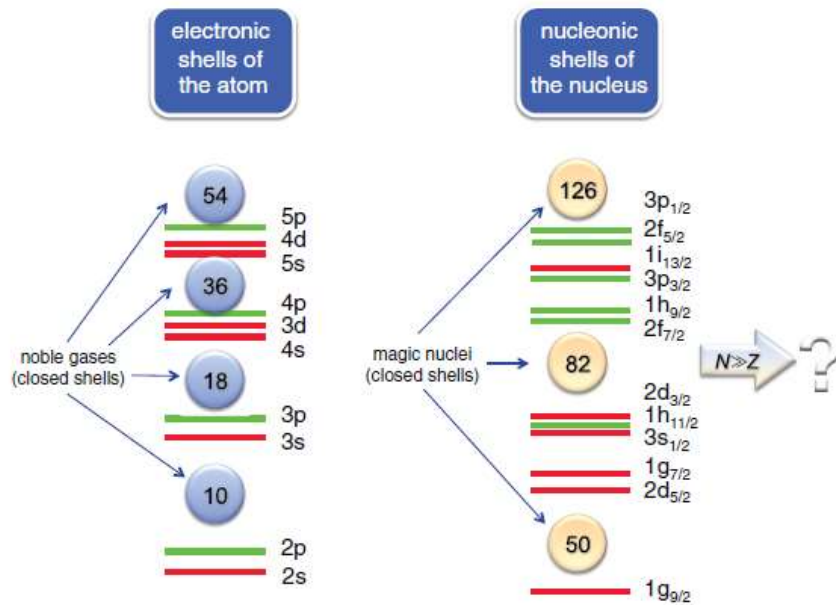 electronic
shells of
the atom
nucleonic
shells of
the nucleus
54
5p
4d
5s
36
4p
3d
4s
noble gases
(closed shells)
18
3p
3s
10
2p
2s
126
3p1/2
2f5/2
1i13/2
3p3/2
1h9/2
2f7/2
magic nuclei
(closed shells)
82
N≫Z
?
2d3/2
1h11/2
3s1/2
1g7/2
2d5/2
50
1g9/2